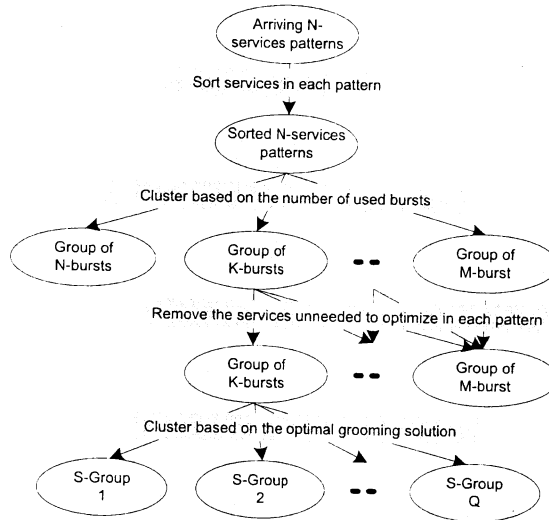 Arriving N-
services patterns
Sort services in each pattern
Sorted N-services
patterns
Cluster based on the number of used bursts
Group of
N-bursts
Group of
K-bursts
Group of
M-burst
Remove the services unneeded to optimize in each pattern
Group of
K-bursts
Group of
M-burst
Cluster based on the optimal grooming solution
S-Group
1
S-Group
2
S-Group
Q